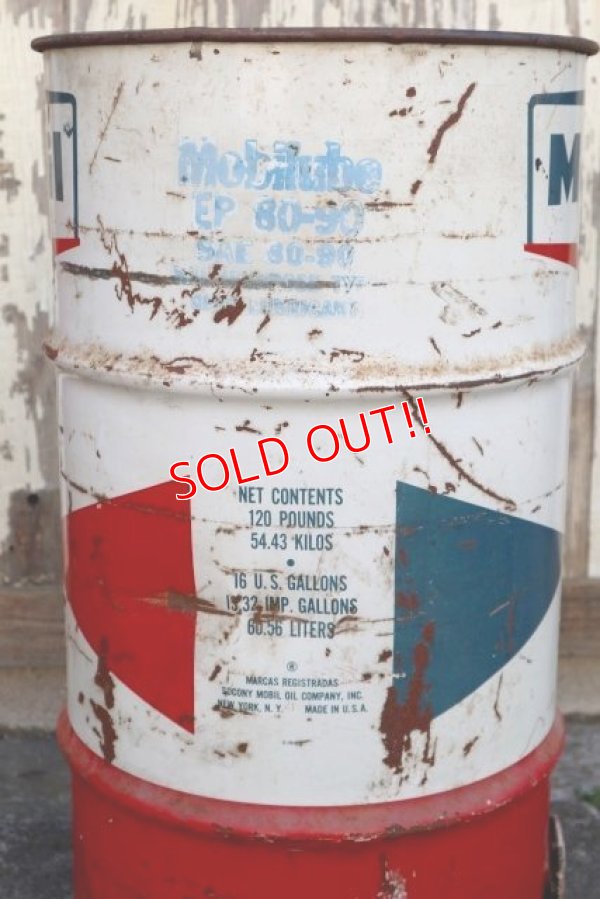 Mobilube
EP 80-90
SAE 80-90
SOLD OUT!!
NET CONTENTS
120 POUNDS
54.43 KILOS
•
16 U.S. GALLONS
13.32 IMP. GALLONS
60.56 LITERS
®
MARCAS REGISTRADAS
SOCONY MOBIL OIL COMPANY, INC.
NEW YORK, N.Y. MADE IN U.S.A.
M